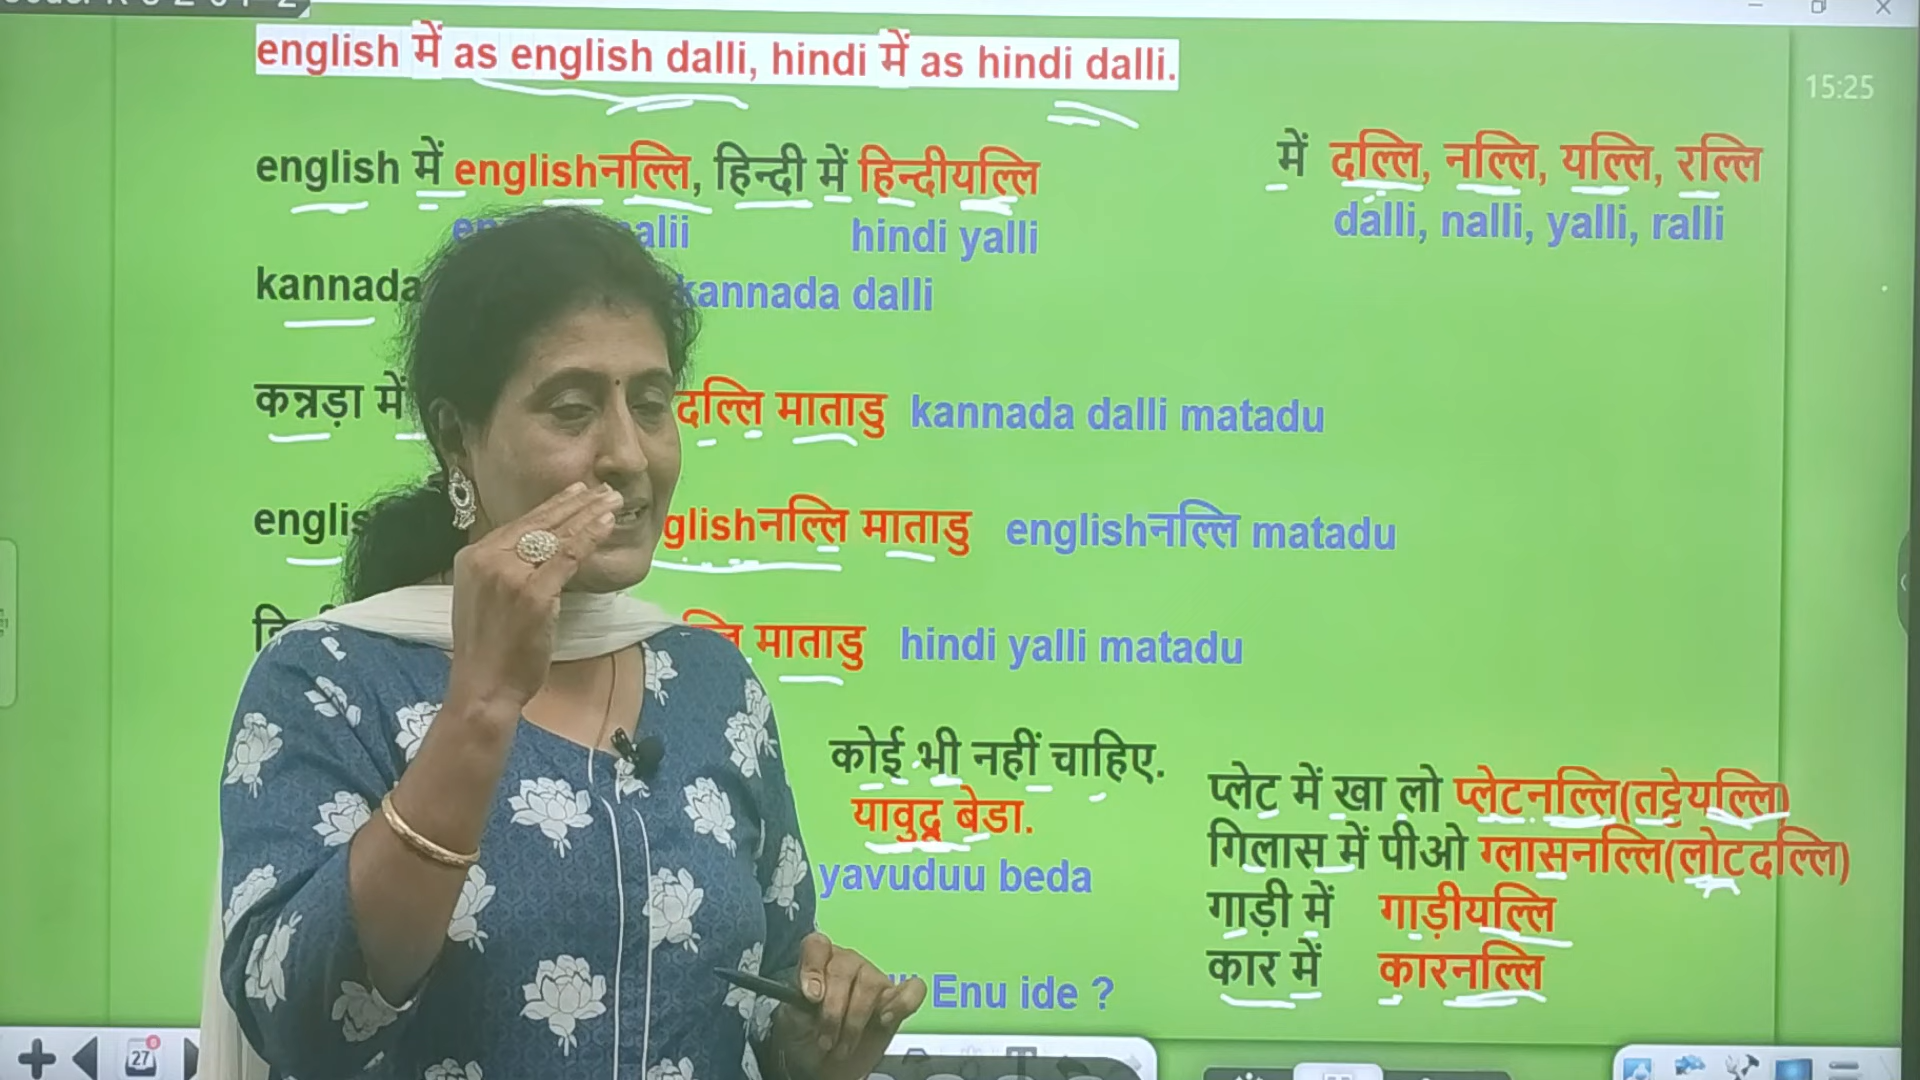 english में as english dalli, hindi में as hindi dalli.
15:25
english में englishनल्लि, हिन्दी में हिन्दीयल्लि
में दल्लि, नल्लि, यल्लि, रल्लि
hindi yalli
dalli, nalli, yalli, ralli
kannada kannada dalli
कन्नड़ा में दल्लि माताडु kannada dalli matadu
englishनल्लि matadu
माताडु hindi yalli matadu
कोई भी नहीं चाहिए.
यावुदू बेडा.
yavuduu beda
प्लेट में खा लो प्लेटनल्लि(तट्टेयल्लि)
गिलास में पीओ ग्लासनल्लि(लोटदल्लि)
गाड़ी में गाड़ीयल्लि
कार में कारनल्लि
Enu ide ?
27